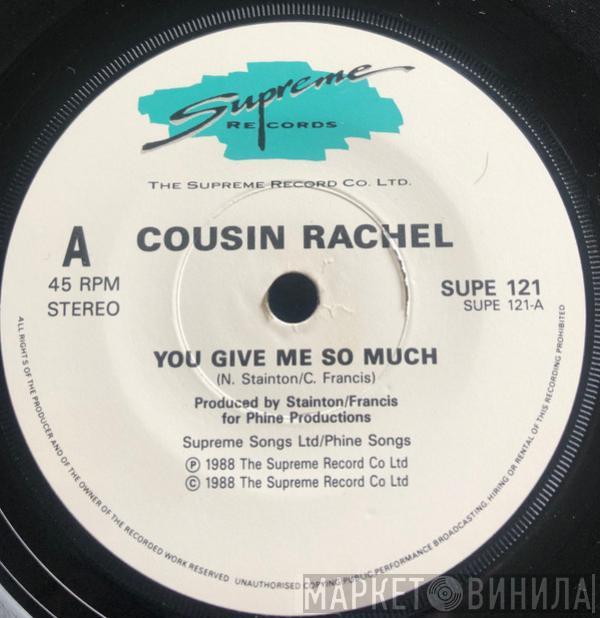 Supreme
RECORDS
THE SUPREME RECORD CO. LTD.
A
COUSIN RACHEL
45 RPM
STEREO
SUPE 121
SUPE 121-A
YOU GIVE ME SO MUCH
(N. Stainton/C. Francis)
Produced by Stainton/Francis
for Phine Productions
Supreme Songs Ltd/Phine Songs
℗ 1988 The Supreme Record Co Ltd
© 1988 The Supreme Record Co Ltd
ALL RIGHTS OF THE PRODUCER AND OF THE OWNER OF THE RECORDED WORK RESERVED UNAUTHORISED COPYING PUBLIC PERFORMANCE BROADCASTING, HIRING OR RENTAL OF THIS RECORDING PROHIBITED
МАРКЕТ ВИНИЛА